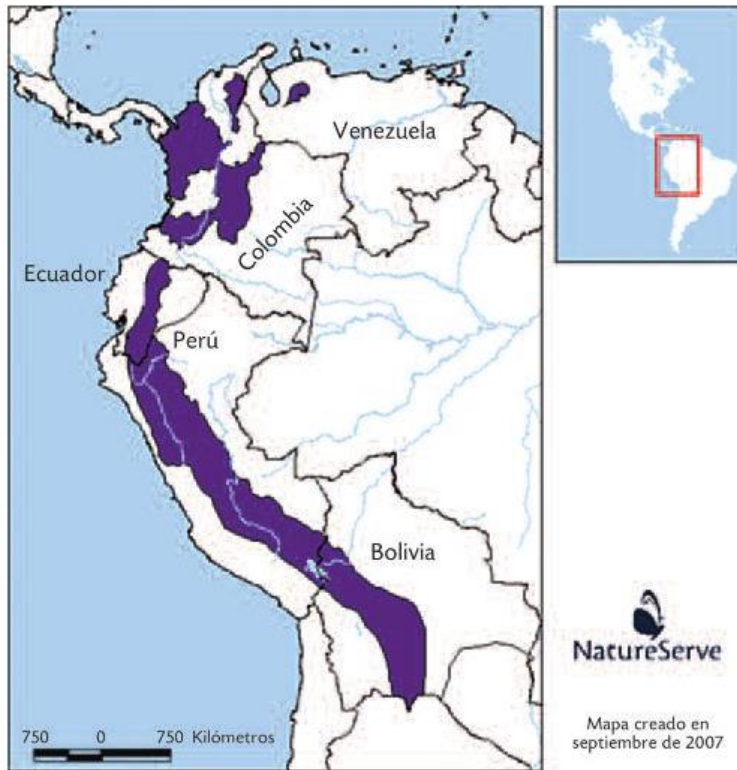 Venezuela
Colombia
Ecuador
Perú
Bolivia
750 0 750 Kilómetros
NatureServe
Mapa creado en
septiembre de 2007